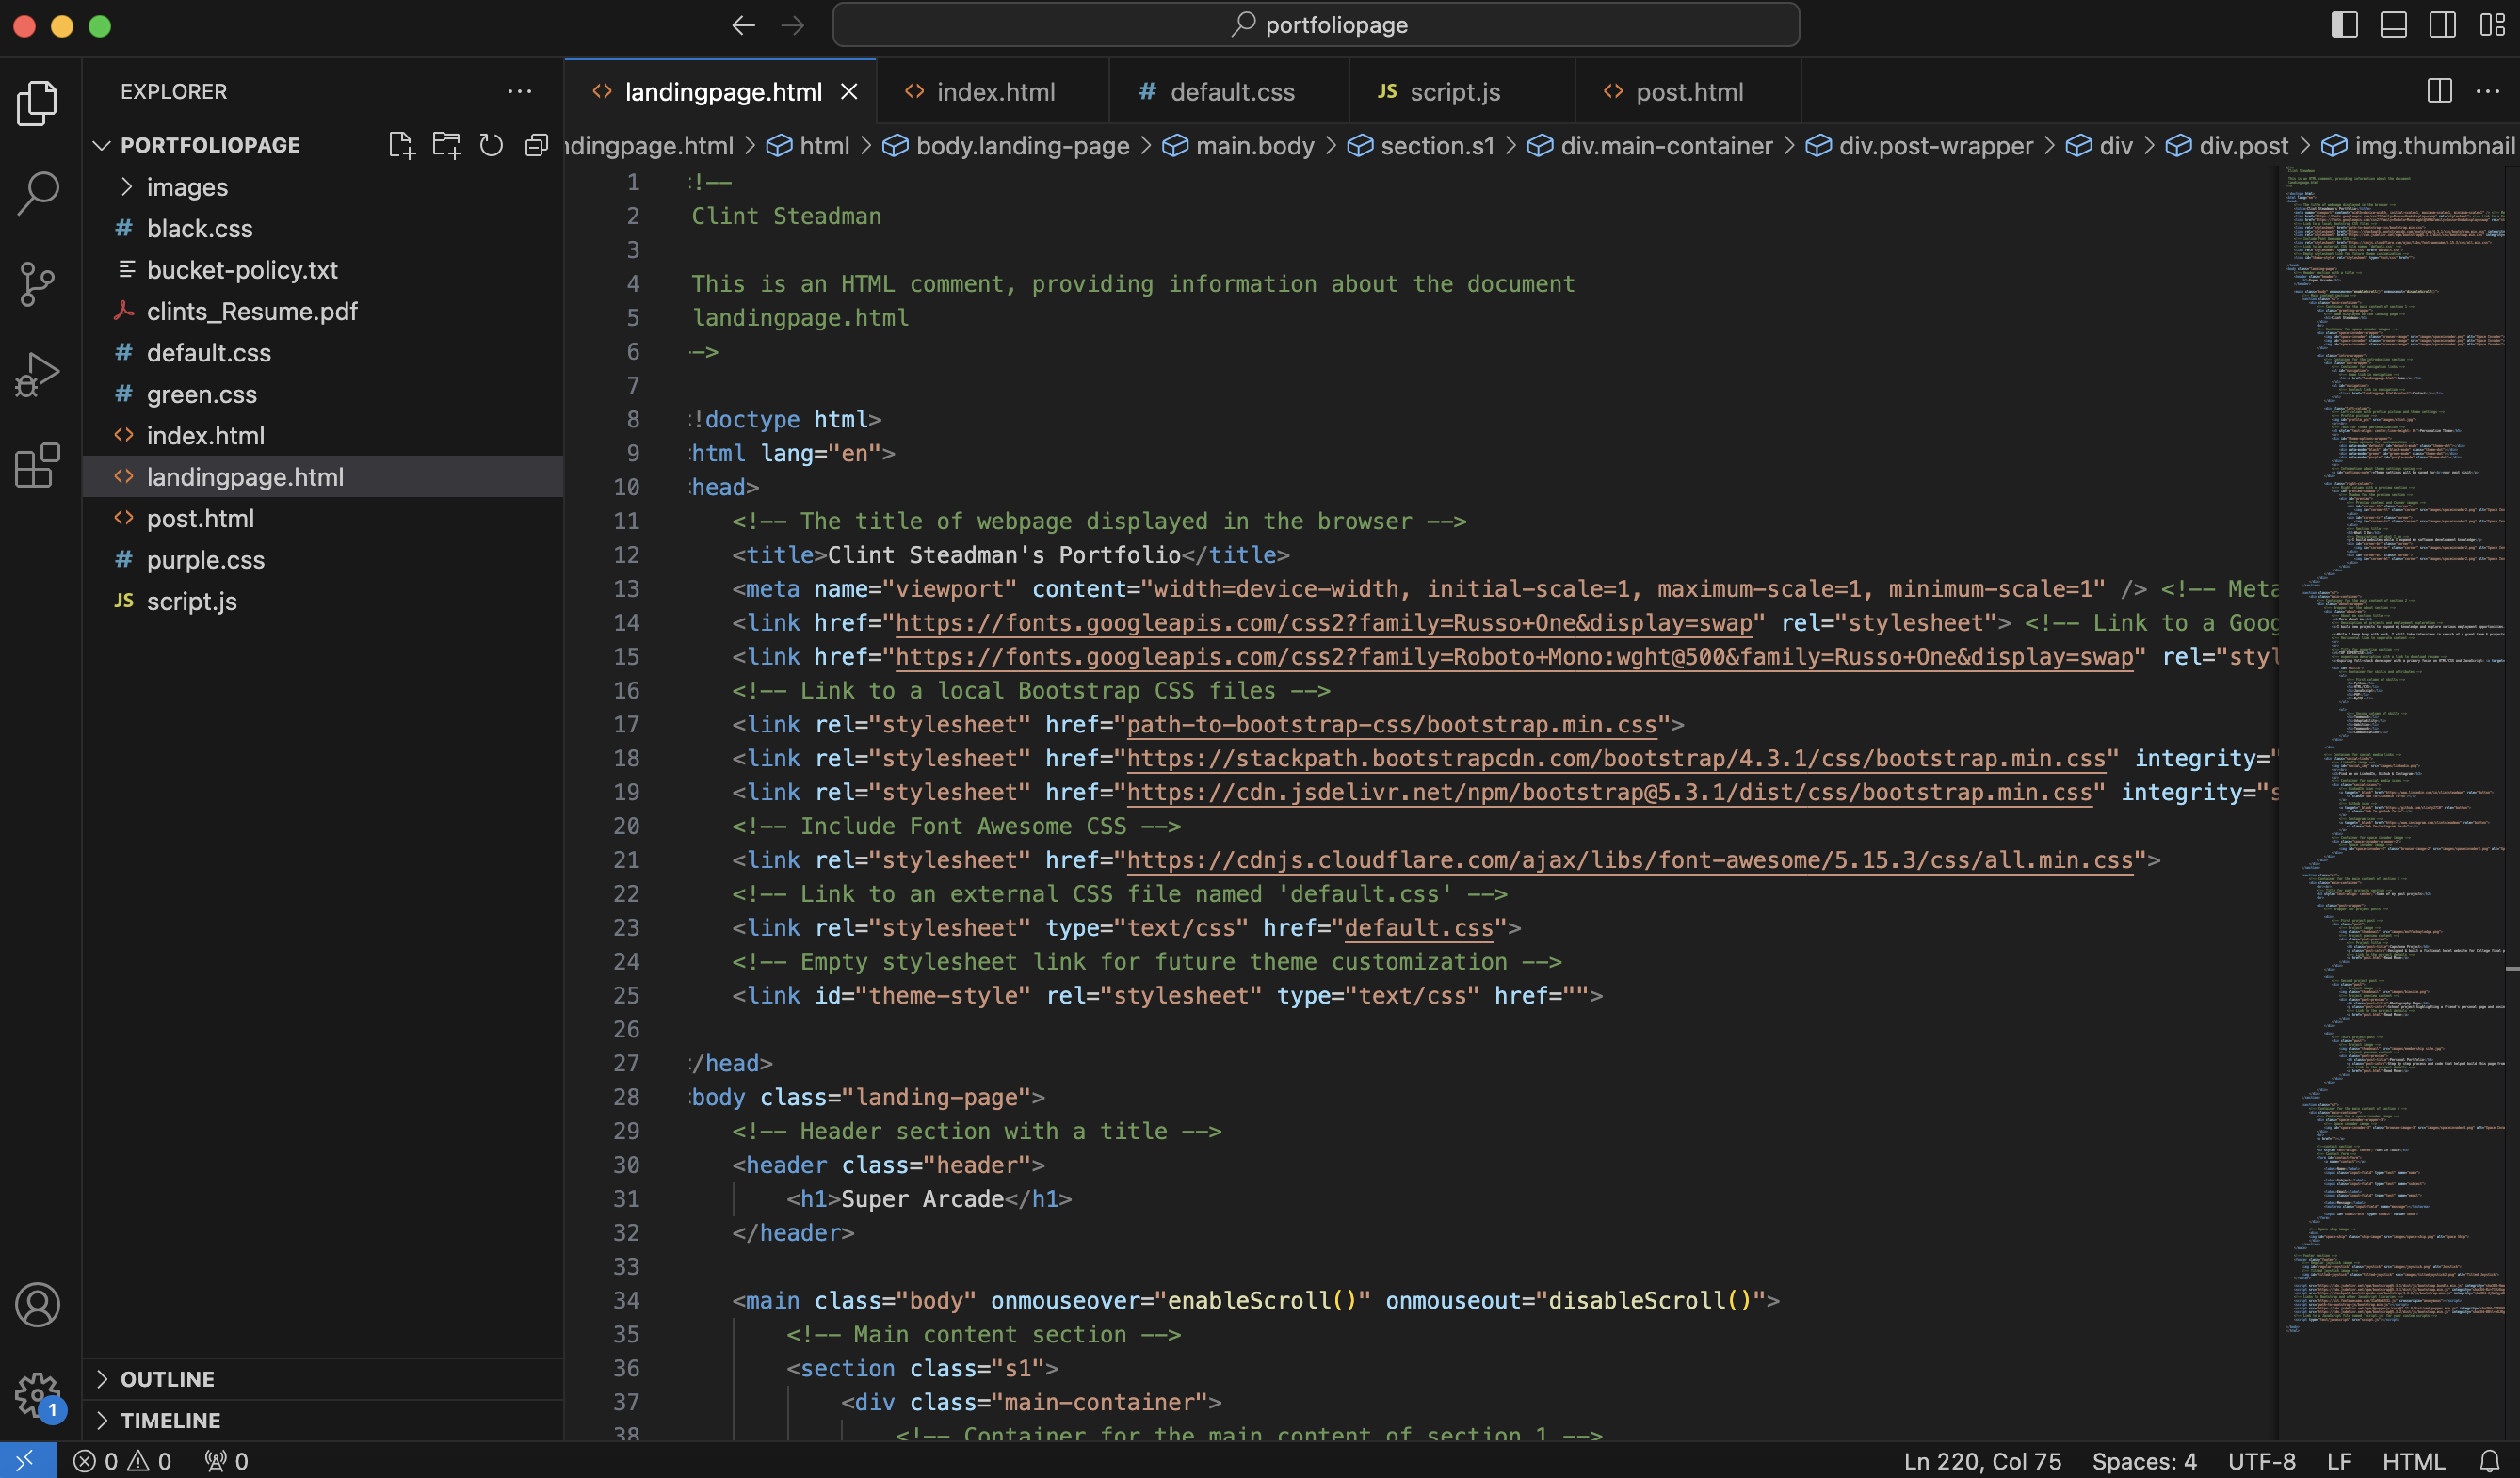 portfoliopage
EXPLORER
PORTFOLIOPAGE
images
# black.css
bucket-policy.txt
clints_Resume.pdf
# default.css
# green.css
<> index.html
<> landingpage.html
<> post.html
# purple.css
JS script.js
OUTLINE
TIMELINE
<> landingpage.html
<> index.html
# default.css
JS script.js
<> post.html
ndingpage.html > html > body.landing-page > main.body > section.s1 > div.main-container > div.post-wrapper > div > div.post > img.thumbnail
1 !--
2 Clint Steadman
3
4 This is an HTML comment, providing information about the document
5 landingpage.html
6 -->
7
8 !doctype html>
9 html lang="en">
10 head>
11 <!-- The title of webpage displayed in the browser -->
12 <title>Clint Steadman's Portfolio</title>
13 <meta name="viewport" content="width=device-width, initial-scale=1, maximum-scale=1, minimum-scale=1" /> <!-- Meta
14 <link href="https://fonts.googleapis.com/css2?family=Russo+One&display=swap" rel="stylesheet"> <!-- Link to a Goog
15 <link href="https://fonts.googleapis.com/css2?family=Roboto+Mono:wght@500&family=Russo+One&display=swap" rel="styl
16 <!-- Link to a local Bootstrap CSS files -->
17 <link rel="stylesheet" href="path-to-bootstrap-css/bootstrap.min.css">
18 <link rel="stylesheet" href="https://stackpath.bootstrapcdn.com/bootstrap/4.3.1/css/bootstrap.min.css" integrity="
19 <link rel="stylesheet" href="https://cdn.jsdelivr.net/npm/bootstrap@5.3.1/dist/css/bootstrap.min.css" integrity="s
20 <!-- Include Font Awesome CSS -->
21 <link rel="stylesheet" href="https://cdnjs.cloudflare.com/ajax/libs/font-awesome/5.15.3/css/all.min.css">
22 <!-- Link to an external CSS file named 'default.css' -->
23 <link rel="stylesheet" type="text/css" href="default.css">
24 <!-- Empty stylesheet link for future theme customization -->
25 <link id="theme-style" rel="stylesheet" type="text/css" href="">
26
27 /head>
28 body class="landing-page">
29 <!-- Header section with a title -->
30 <header class="header">
31 <h1>Super Arcade</h1>
32 </header>
33
34 <main class="body" onmouseover="enableScroll()" onmouseout="disableScroll()">
35 <!-- Main content section -->
36 <section class="s1">
37 <div class="main-container">
38 <!-- Container for the main content of section 1 -->
1
0 0 0
Ln 220, Col 75 Spaces: 4 UTF-8 LF HTML